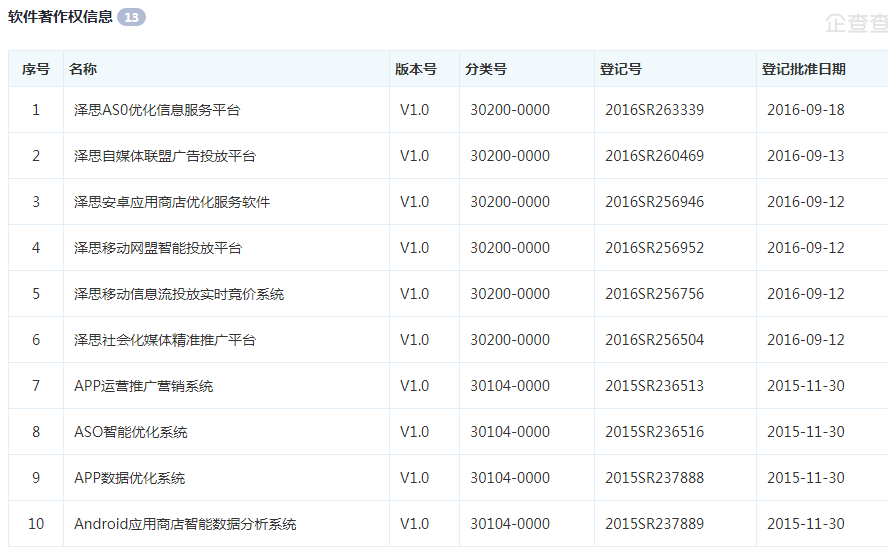 软件著作权信息 13
企查查
序号 名称 版本号 分类号 登记号 登记批准日期
1 泽思AS0优化信息服务平台 V1.0 30200-0000 2016SR263339 2016-09-18
2 泽思自媒体联盟广告投放平台 V1.0 30200-0000 2016SR260469 2016-09-13
3 泽思安卓应用商店优化服务软件 V1.0 30200-0000 2016SR256946 2016-09-12
4 泽思移动网盟智能投放平台 V1.0 30200-0000 2016SR256952 2016-09-12
5 泽思移动信息流投放实时竞价系统 V1.0 30200-0000 2016SR256756 2016-09-12
6 泽思社会化媒体精准推广平台 V1.0 30200-0000 2016SR256504 2016-09-12
7 APP运营推广营销系统 V1.0 30104-0000 2015SR236513 2015-11-30
8 ASO智能优化系统 V1.0 30104-0000 2015SR236516 2015-11-30
9 APP数据优化系统 V1.0 30104-0000 2015SR237888 2015-11-30
10 Android应用商店智能数据分析系统 V1.0 30104-0000 2015SR237889 2015-11-30